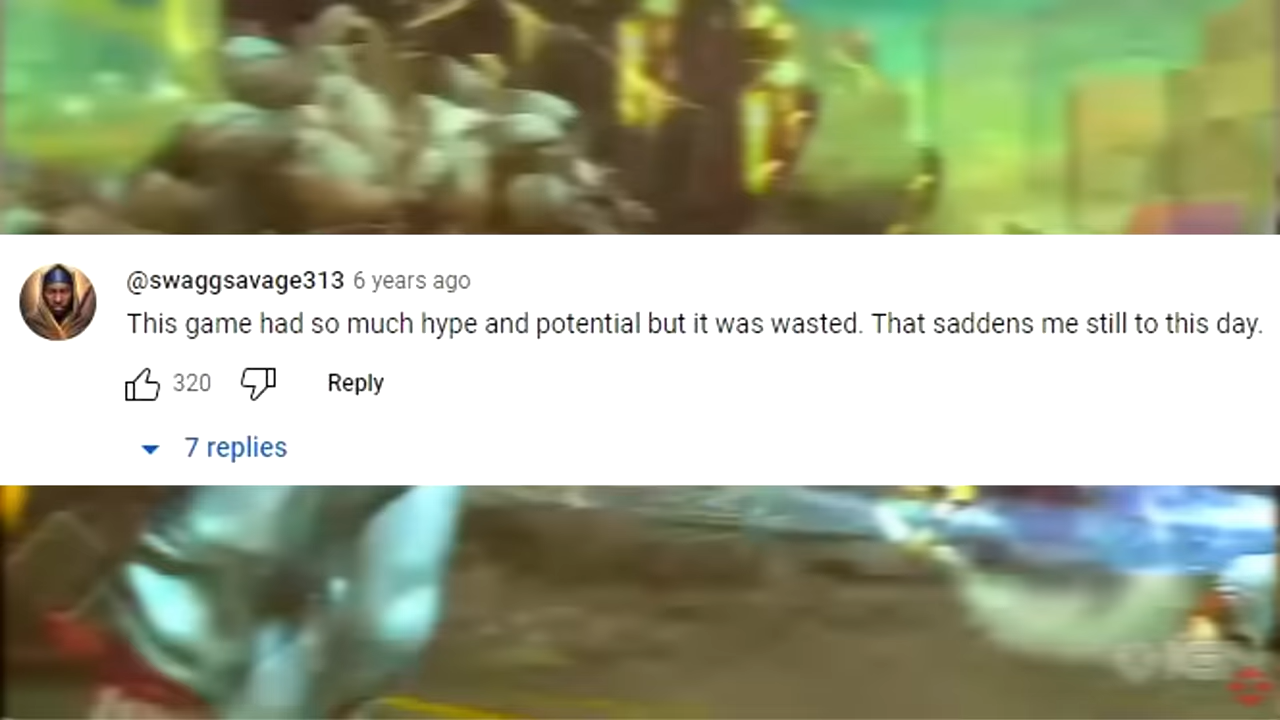 @swaggsavage313 6 years ago
This game had so much hype and potential but it was wasted. That saddens me still to this day.
320 Reply
7 replies